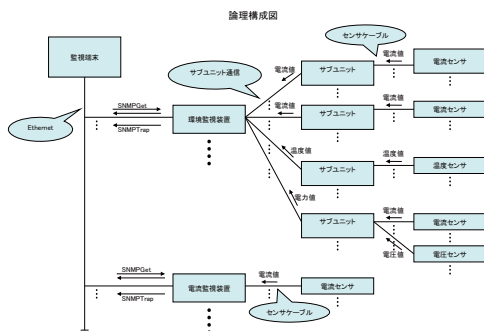 論理構成図
センサケーブル
監視端末
サブユニット通信
電流値
サブユニット
電流値
電流センサ
Ethernet
SNMPGet
SNMPTrap
環境監視装置
電流値
サブユニット
電流値
電流センサ
温度値
サブユニット
温度値
温度センサ
電力値
サブユニット
電流値
電流センサ
電圧値
電圧センサ
SNMPGet
SNMPTrap
電流監視装置
電流値
電流センサ
センサケーブル